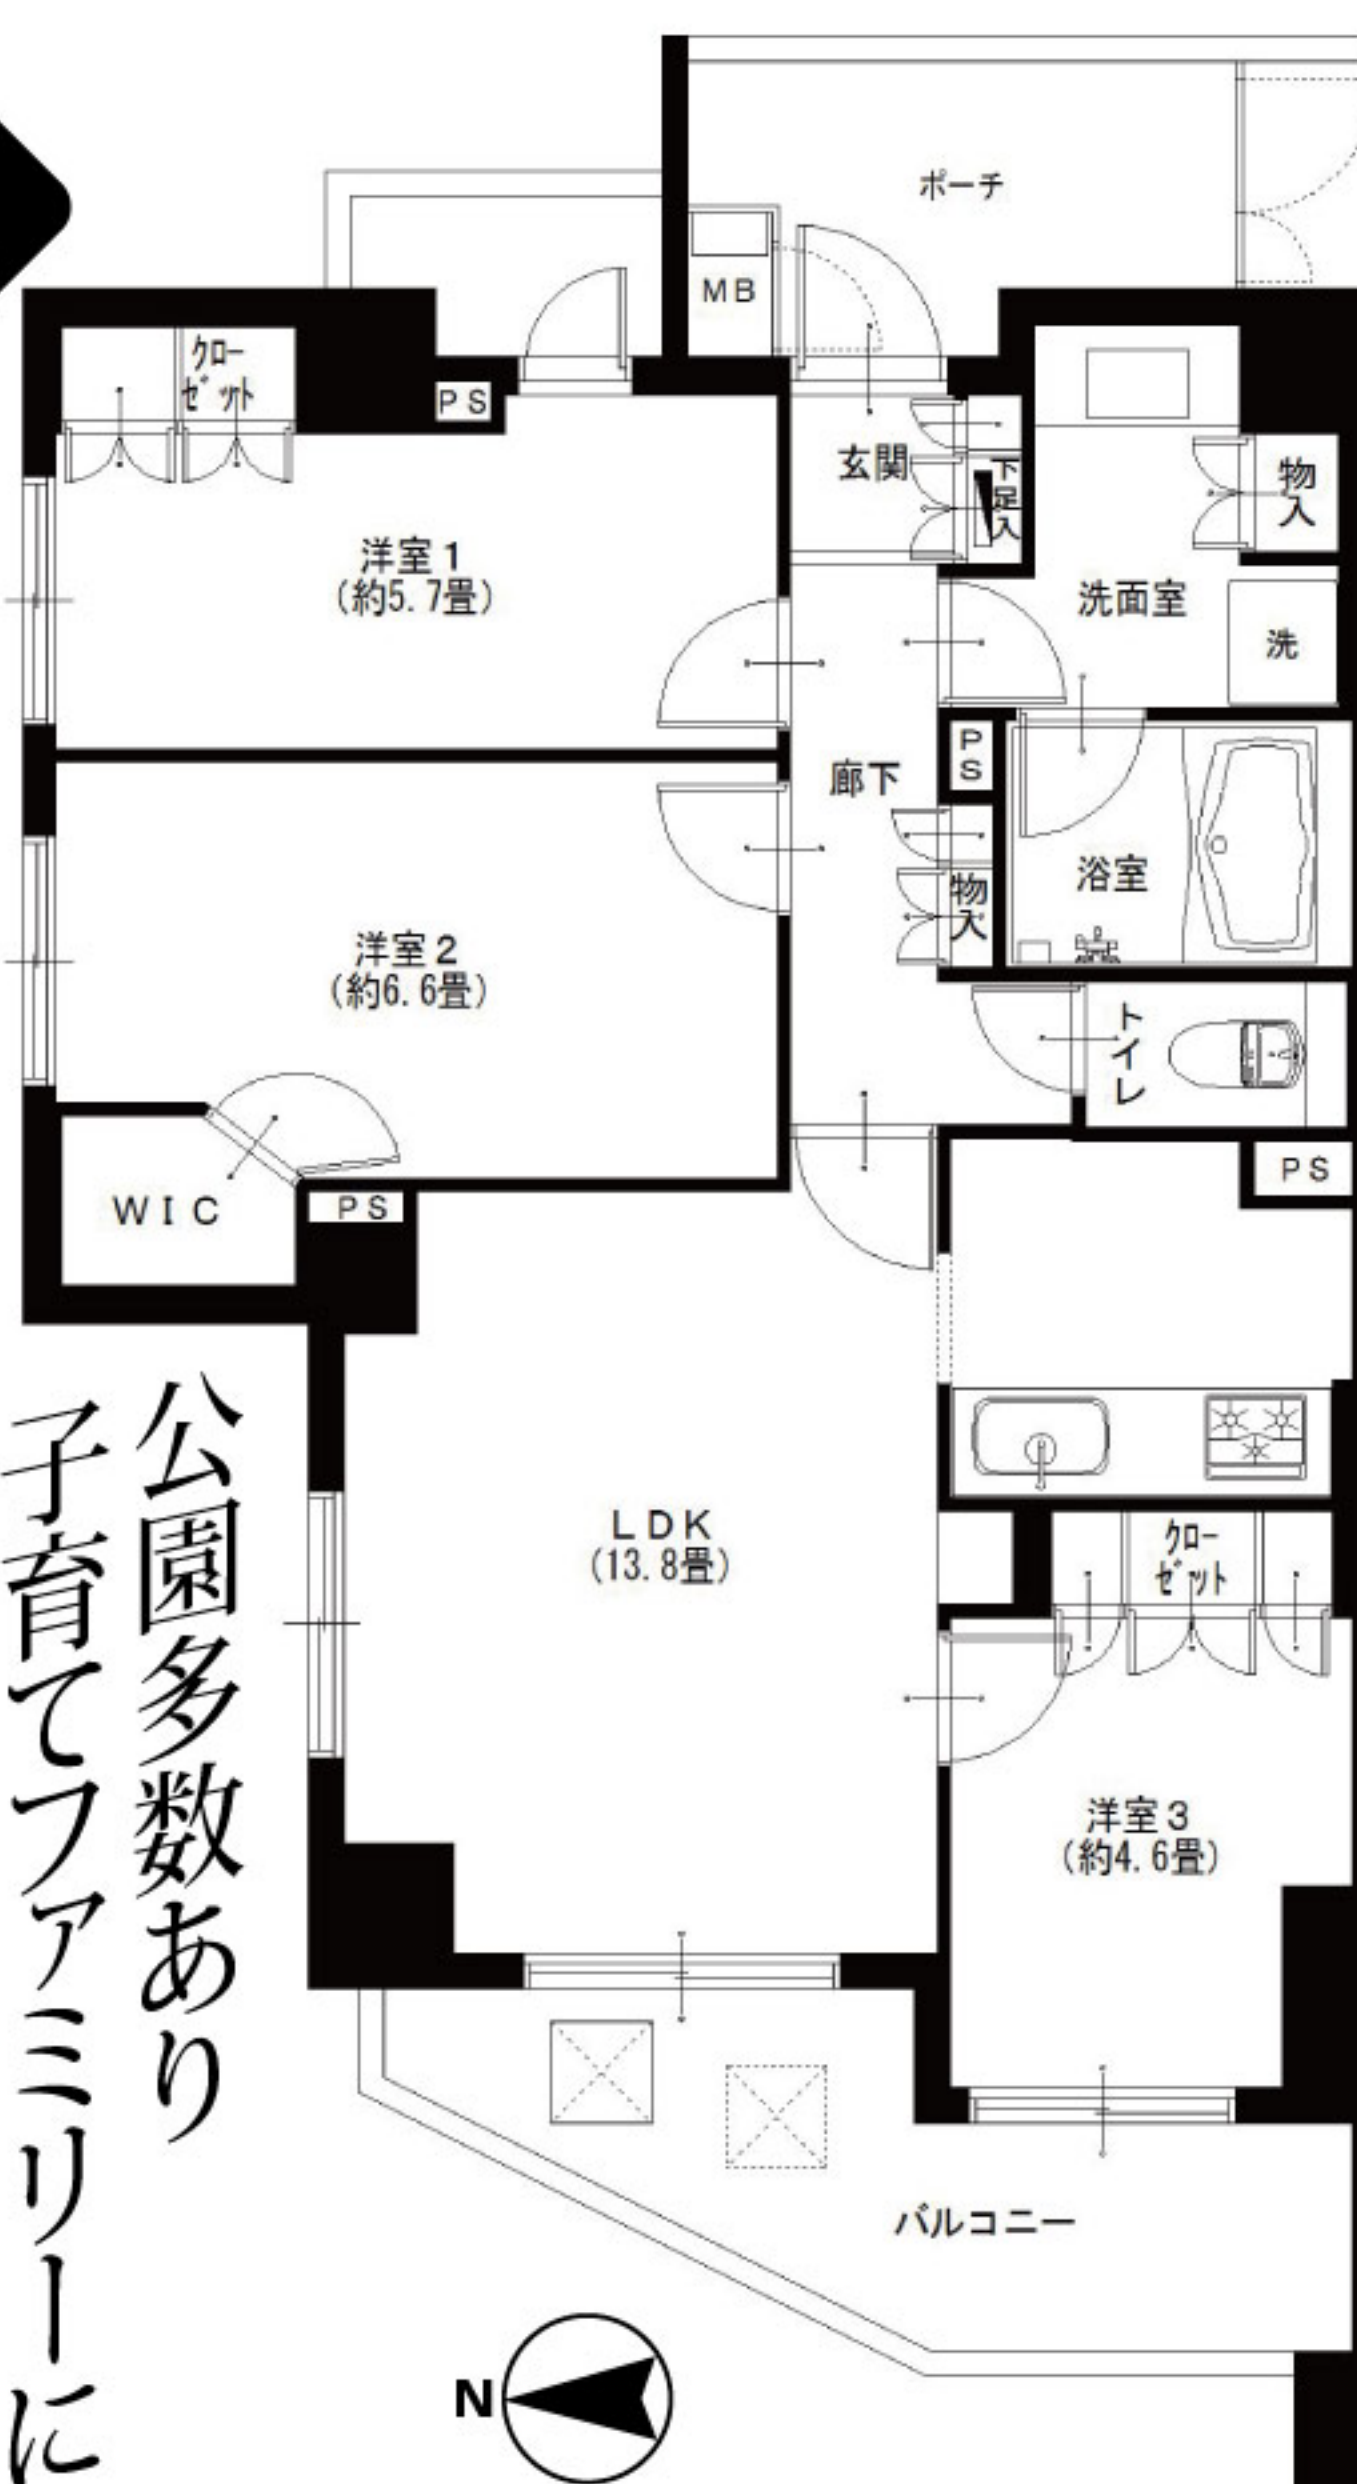 ポーチ
MB
クロー
ゼット
PS
玄関
下足入
物入
洋室1
(約5.7畳)
洗面室
洗
PS
廊下
浴室
物入
洋室2
(約6.6畳)
トイレ
PS
WIC
PS
LDK
(13.8畳)
クロー
ゼット
洋室3
(約4.6畳)
バルコニー
N
公園多数あり
子育てファミリーに